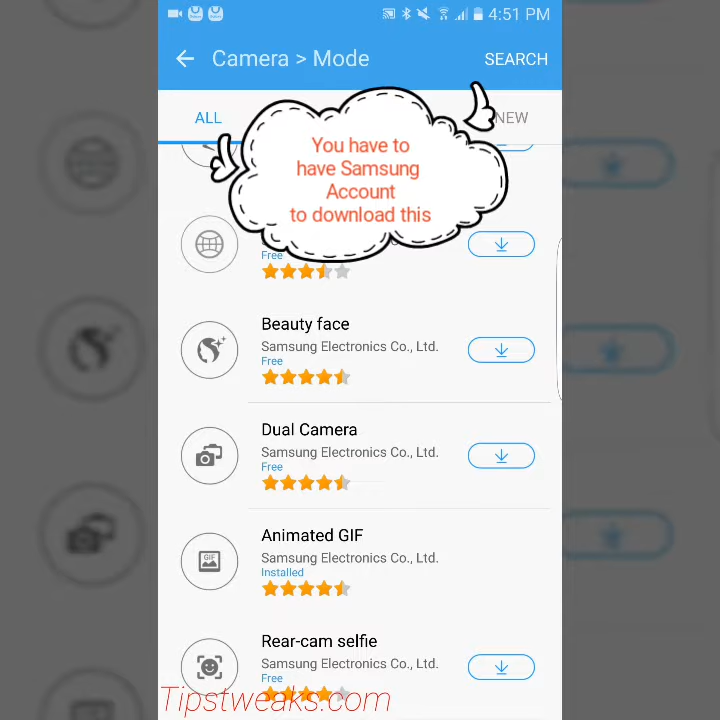 4:51 PM
Camera > Mode
SEARCH
ALL
NEW
You have to
have Samsung
Account
to download this
Free
Beauty face
Samsung Electronics Co., Ltd.
Free
Dual Camera
Samsung Electronics Co., Ltd.
Free
Animated GIF
Samsung Electronics Co., Ltd.
GIF
Installed
Rear-cam selfie
Samsung Electronics Co., Ltd.
Free
Tipstweaks.com